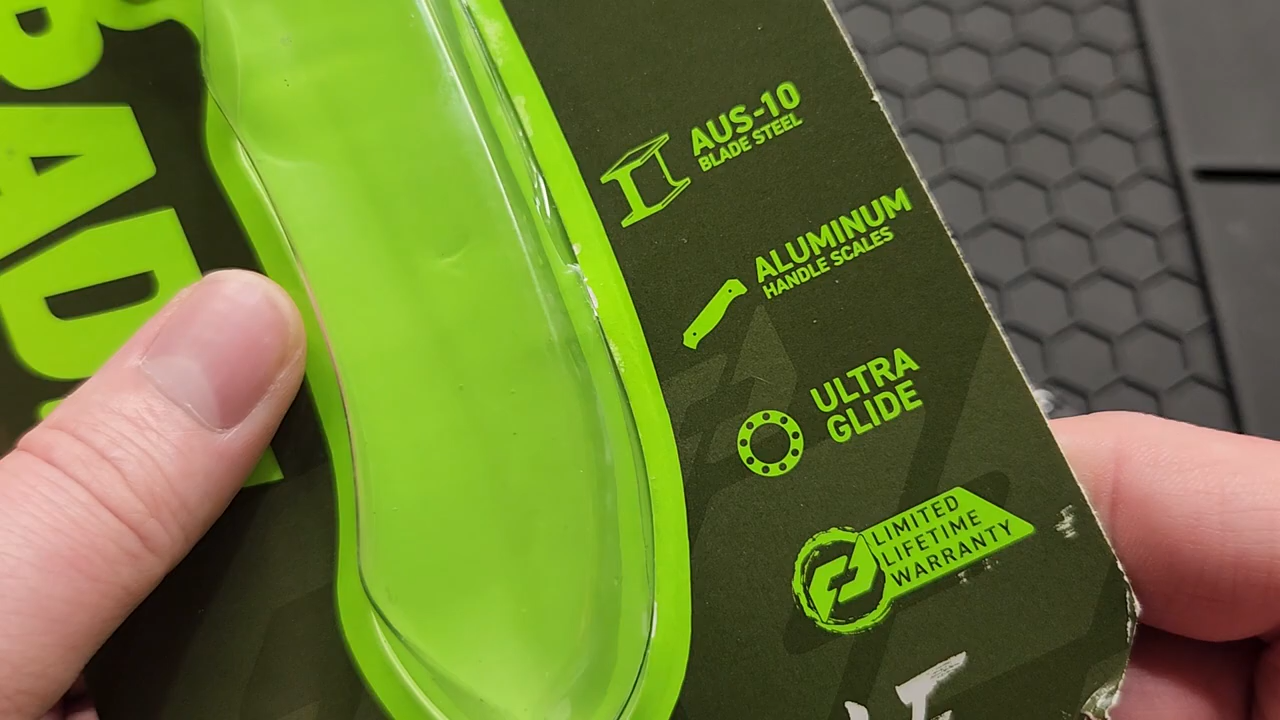 AUS-10
BLADE STEEL
ALUMINUM
HANDLE SCALES
ULTRA
GLIDE
LIMITED
LIFETIME
WARRANTY